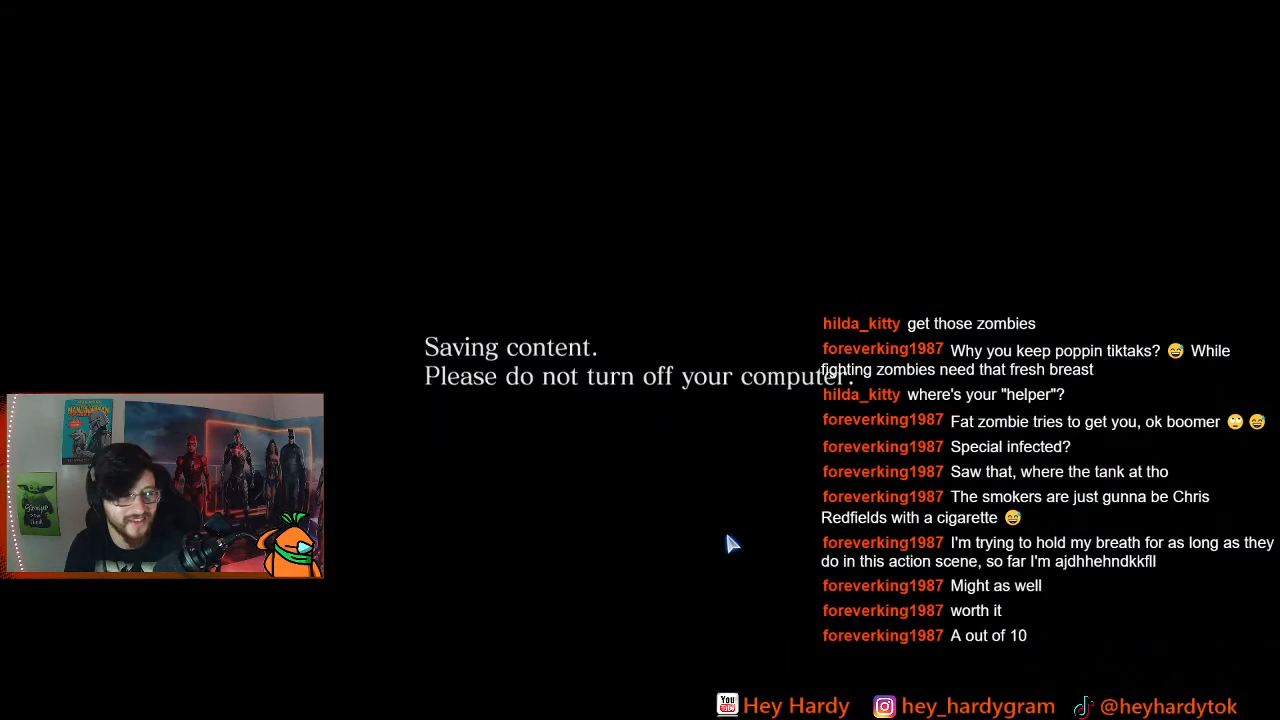 Saving content.
Please do not turn off your computer.
hilda_kitty get those zombies
foreverking1987 Why you keep poppin tiktaks? 😅 While
fighting zombies need that fresh breast
hilda_kitty where's your "helper"?
foreverking1987 Fat zombie tries to get you, ok boomer 🙄 😅
foreverking1987 Special infected?
foreverking1987 Saw that, where the tank at tho
foreverking1987 The smokers are just gunna be Chris
Redfields with a cigarette 😅
foreverking1987 I'm trying to hold my breath for as long as they
do in this action scene, so far I'm ajdhhehndkkfll
foreverking1987 Might as well
foreverking1987 worth it
foreverking1987 A out of 10
You Tube Hey Hardy hey_hardygram @heyhardytok